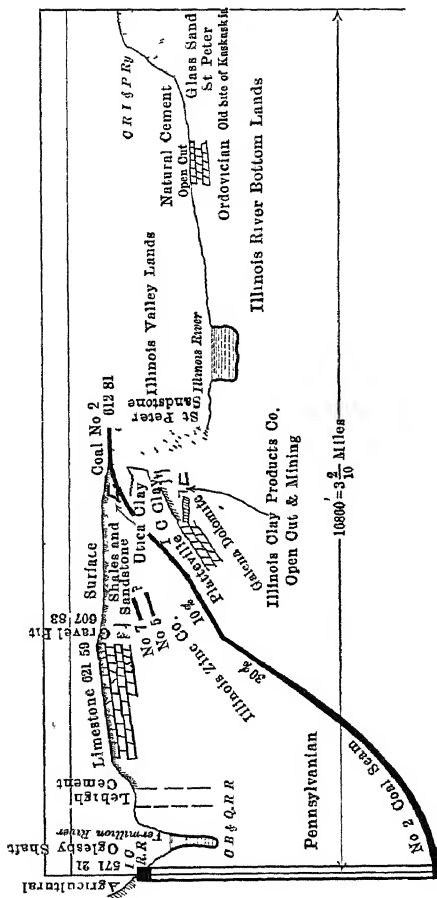 C R I & P Ry
Glass Sand
St Peter
Natural Cement
Open Cut
Old Site of Kaskaskia
Ordovician
Illinois River Bottom Lands
Illinois Valley Lands
Illinois River
St Peter
Sandstone
Coal No 2
612 81
Surface
Shales and
Sandstone
Utica Clay
I C Clay
Platteville
Galena Dolomite
Illinois Clay Products Co.
Open Cut & Mining
16860' = 3 2/10 Miles
Gravel Pit
607 83
No 7
No 5
Illinois Zinc Co.
10%
30%
Limestone 621 59
Lehigh
Cement
Vermilion River
C B & Q R R
Oglesby Shaft
571 21
I C
R.R
Agricultural
Pennsylvanian
No 2 Coal Seam